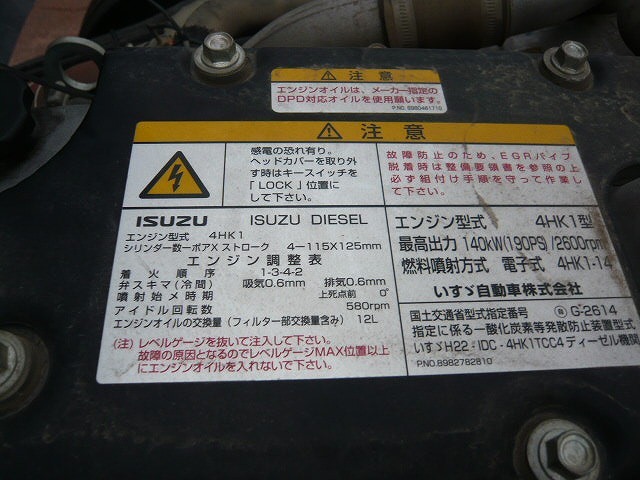 ⚠ 注意
エンジンオイルは、メーカー指定の
DPD対応オイルを使用願います。
P.NO. 8980461710
⚠ 注意
感電の恐れ有り。
ヘッドカバーを取り外
す時はキースイッチを
「LOCK」位置に
して下さい。
故障防止のため、EGRパイプ
脱着時は整備要領書を参照の上
必ず組付け手順を守って作業し
て下さい。
ISUZU ISUZU DIESEL
エンジン型式 4HK1
シリンダー数ーボアXストローク 4-115X125mm
エンジン調整表
着火順序 1-3-4-2
弁スキマ(冷間) 吸気0.6mm 排気0.6mm
噴射始メ時期 上死点前 0°
アイドル回転数 580rpm
エンジンオイルの交換量(フィルター部交換量含み) 12L
(注)レベルゲージを抜いて注入して下さい。
故障の原因となるのでレベルゲージMAX位置以上
にエンジンオイルを入れないで下さい。
エンジン型式 4HK1型
最高出力 140kW(190PS)/2600rpm
燃料噴射方式 電子式 4HK1-14
いすゞ自動車株式会社
国土交通省型式指定番号 G-2614
指定に係る一酸化炭素等発散防止装置型式
いすゞH22-IDC-4HK1TCC4ディーゼル機関
P.NO.8982782810